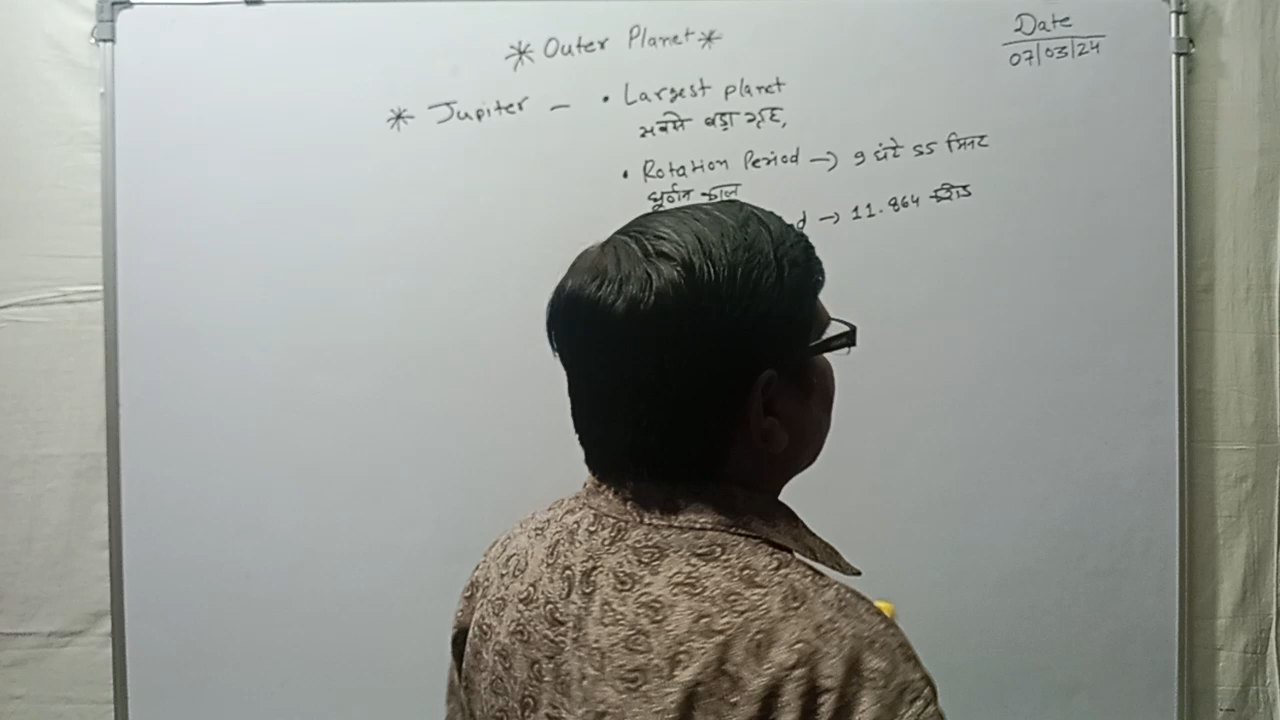 * Outer Planet *
Date
07/03/24
* Jupiter – • Largest planet
सबसे बड़ा ग्रह,
• Rotation Period → 9 घंटे 55 मिनट
घूर्णन काल
d → 11.864